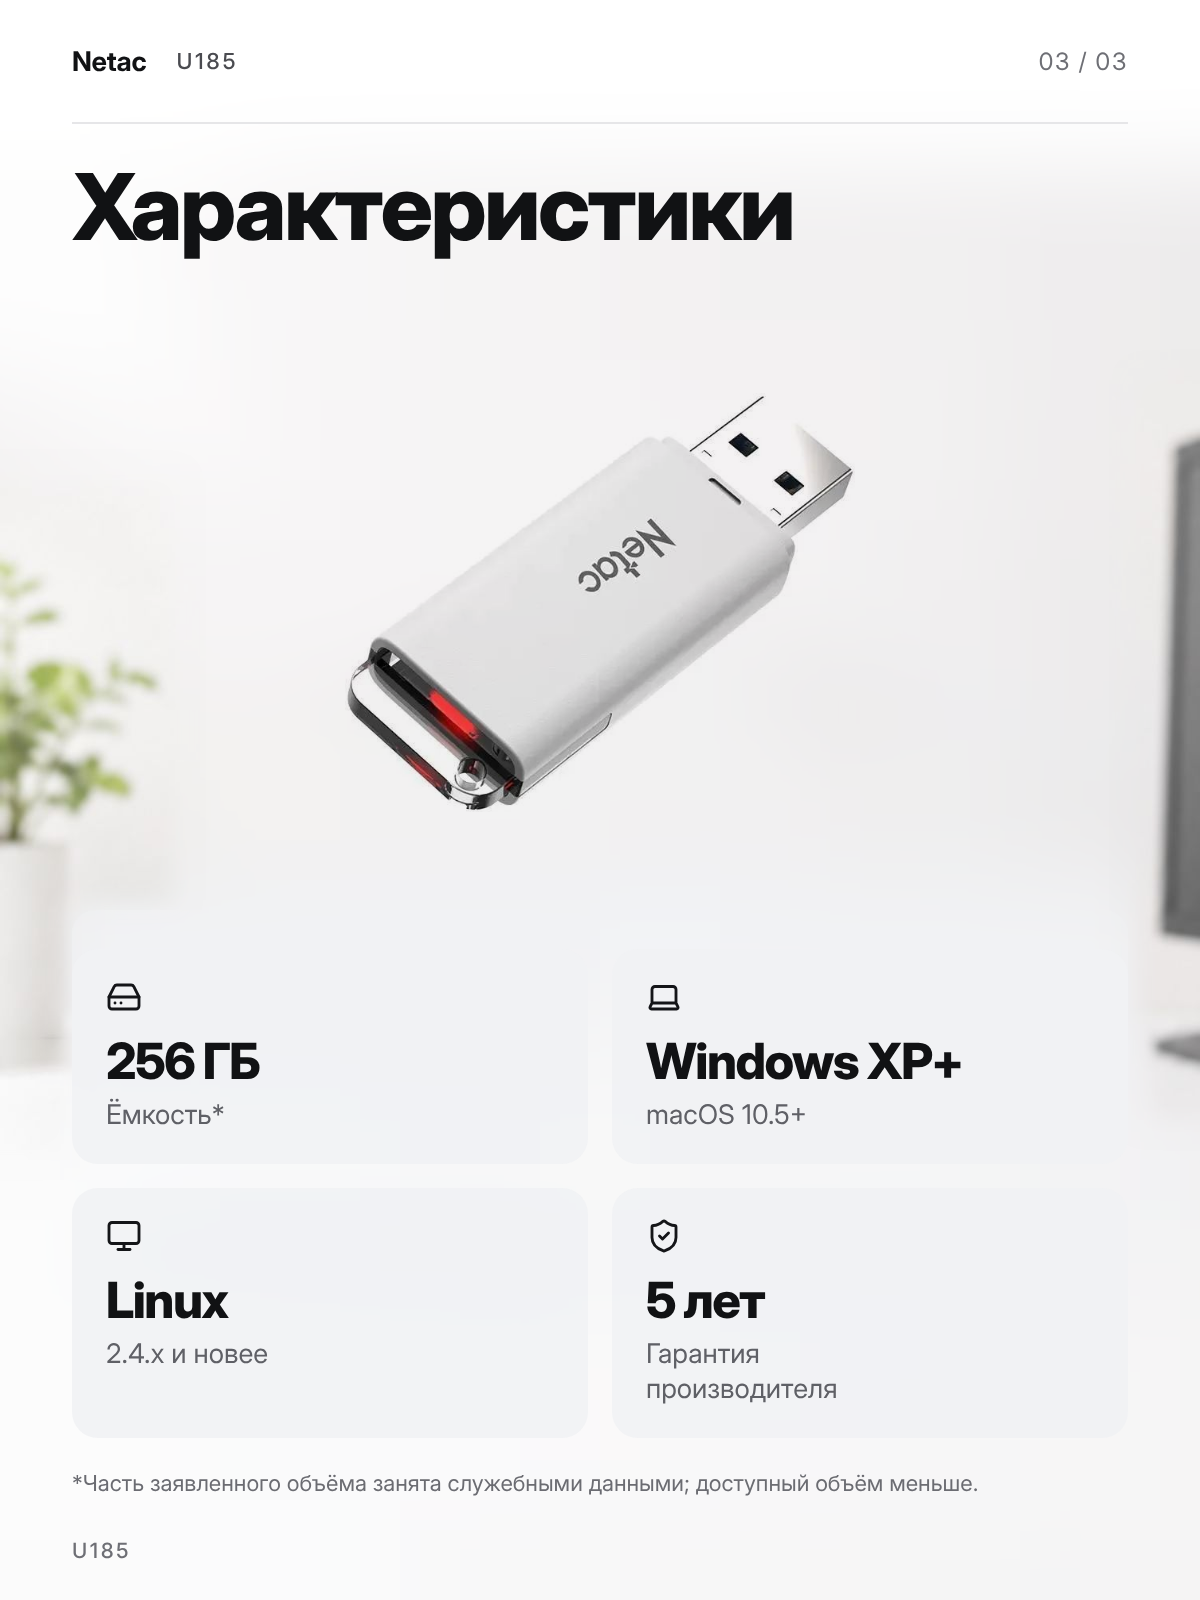 Netac U185 03 / 03
Характеристики
Netac
256 ГБ
Ёмкость*
Windows XP+
macOS 10.5+
Linux
2.4.x и новее
5 лет
Гарантия
производителя
*Часть заявленного объёма занята служебными данными; доступный объём меньше.
U185